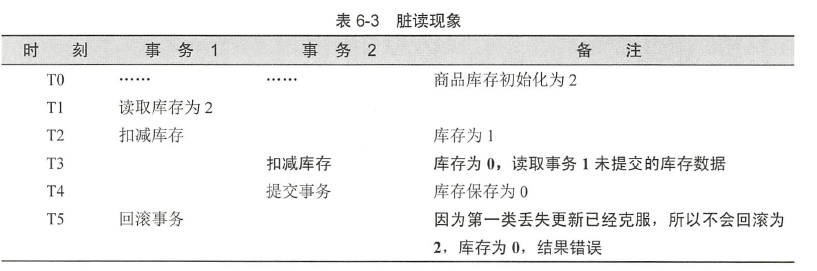 表 6-3 脏读现象
时 刻 事 务 1 事 务 2 备 注
T0 …… …… 商品库存初始化为 2
T1 读取库存为 2
T2 扣减库存 库存为 1
T3 扣减库存 库存为 0，读取事务 1 未提交的库存数据
T4 提交事务 库存保存为 0
T5 回滚事务 因为第一类丢失更新已经克服，所以不会回滚为
2，库存为 0，结果错误